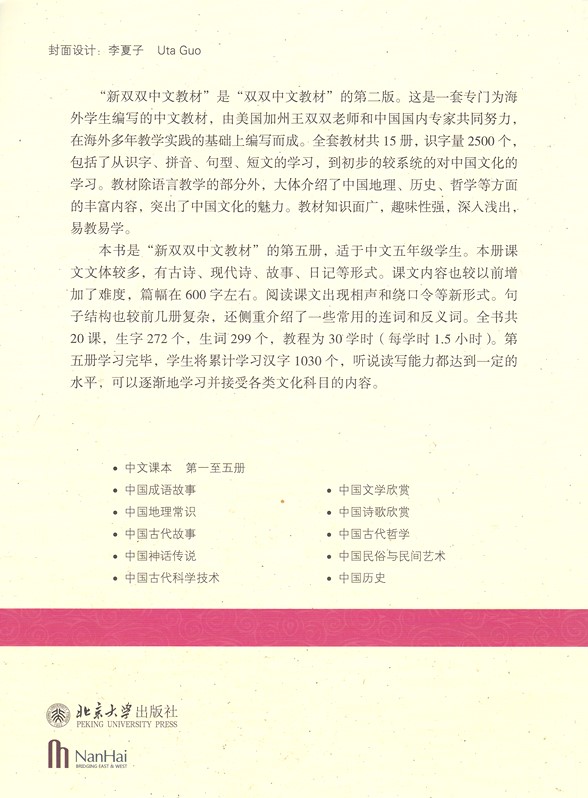 封面设计：李夏子　Uta Guo
“新双双中文教材”是“双双中文教材”的第二版。这是一套专门为海
外学生编写的中文教材，由美国加州王双双老师和中国国内专家共同努力，
在海外多年教学实践的基础上编写而成。全套教材共 15 册，识字量 2500 个，
包括了从识字、拼音、句型、短文的学习，到初步的较系统的对中国文化的
学习。教材除语言教学的部分外，大体介绍了中国地理、历史、哲学等方面
的丰富内容，突出了中国文化的魅力。教材知识面广，趣味性强，深入浅出，
易教易学。
本书是“新双双中文教材”的第五册，适于中文五年级学生。本册课
文文体较多，有古诗、现代诗、故事、日记等形式。课文内容也较以前增
加了难度，篇幅在 600 字左右。阅读课文出现相声和绕口令等新形式。句
子结构也较前几册复杂，还侧重介绍了一些常用的连词和反义词。全书共
20 课，生字 272 个，生词 299 个，教程为 30 学时（每学时 1.5 小时）。第
五册学习完毕，学生将累计学习汉字 1030 个，听说读写能力都达到一定的
水平，可以逐渐地学习并接受各类文化科目的内容。
• 中文课本　第一至五册
• 中国成语故事
• 中国地理常识
• 中国古代故事
• 中国神话传说
• 中国古代科学技术
• 中国文学欣赏
• 中国诗歌欣赏
• 中国古代哲学
• 中国民俗与民间艺术
• 中国历史
北京大学出版社
PEKING UNIVERSITY PRESS
NanHai
BRIDGING EAST & WEST